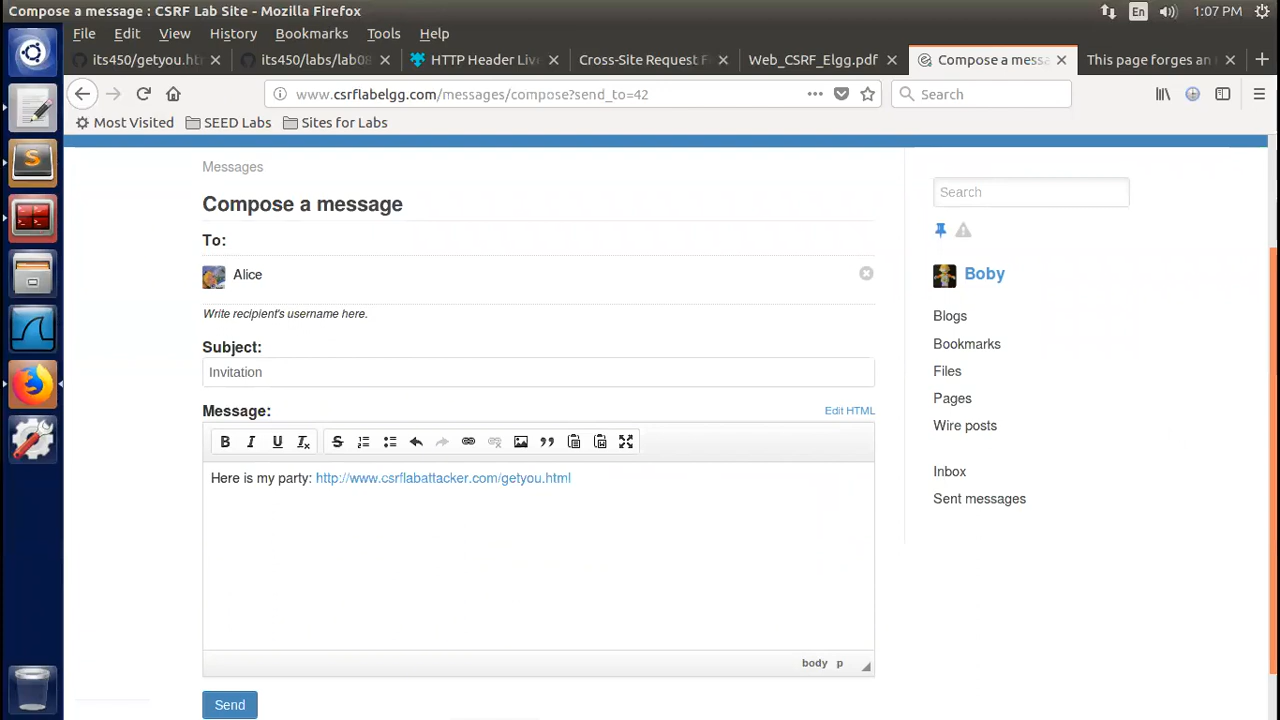 Compose a message : CSRF Lab Site - Mozilla Firefox
En
1:07 PM
File Edit View History Bookmarks Tools Help
its450/getyou.ht
its450/labs/lab08
HTTP Header Live
Cross-Site Request F
Web_CSRF_Elgg.pdf
Compose a messa
This page forges an
www.csrflabelgg.com/messages/compose?send_to=42
Search
Most Visited
SEED Labs
Sites for Labs
Messages
Compose a message
To:
Alice
Write recipient's username here.
Subject:
Invitation
Message:
Edit HTML
B I U Tx S
Here is my party: http://www.csrflabattacker.com/getyou.html
body p
Send
Search
Boby
Blogs
Bookmarks
Files
Pages
Wire posts
Inbox
Sent messages